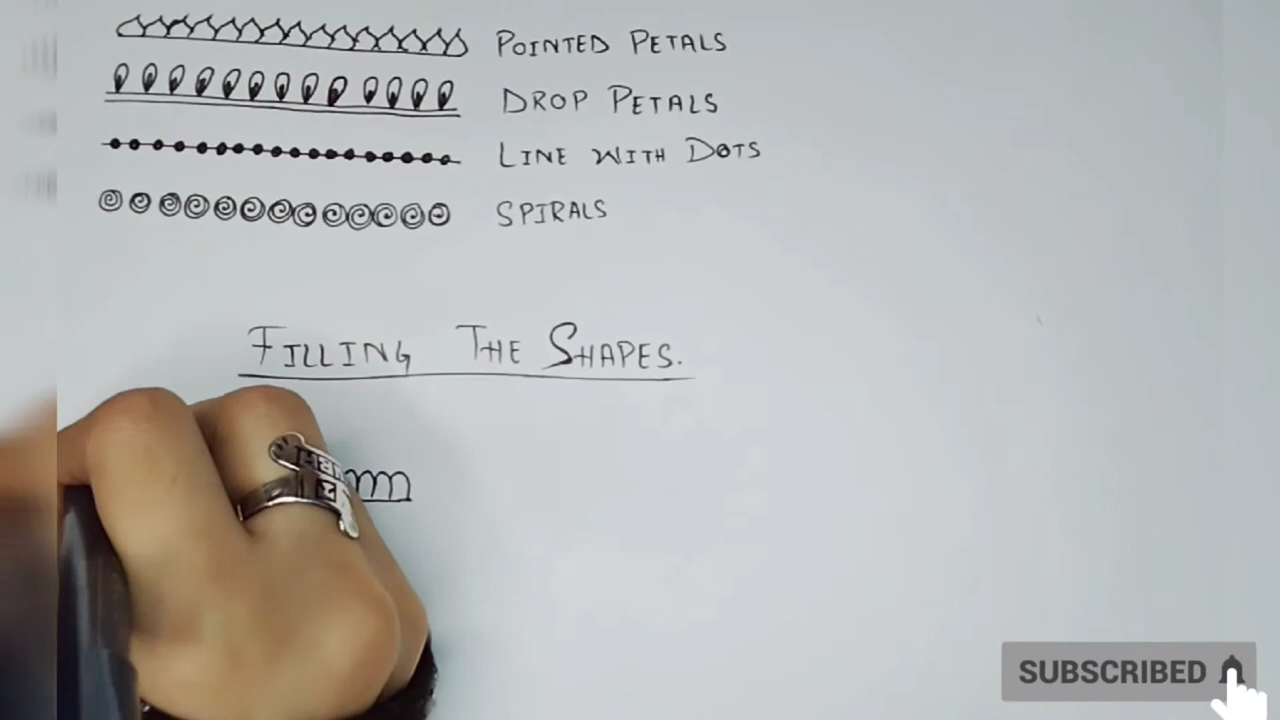 POINTED PETALS
DROP PETALS
LINE WITH DOTS
SPIRALS
FILLING THE SHAPES.
SUBSCRIBED